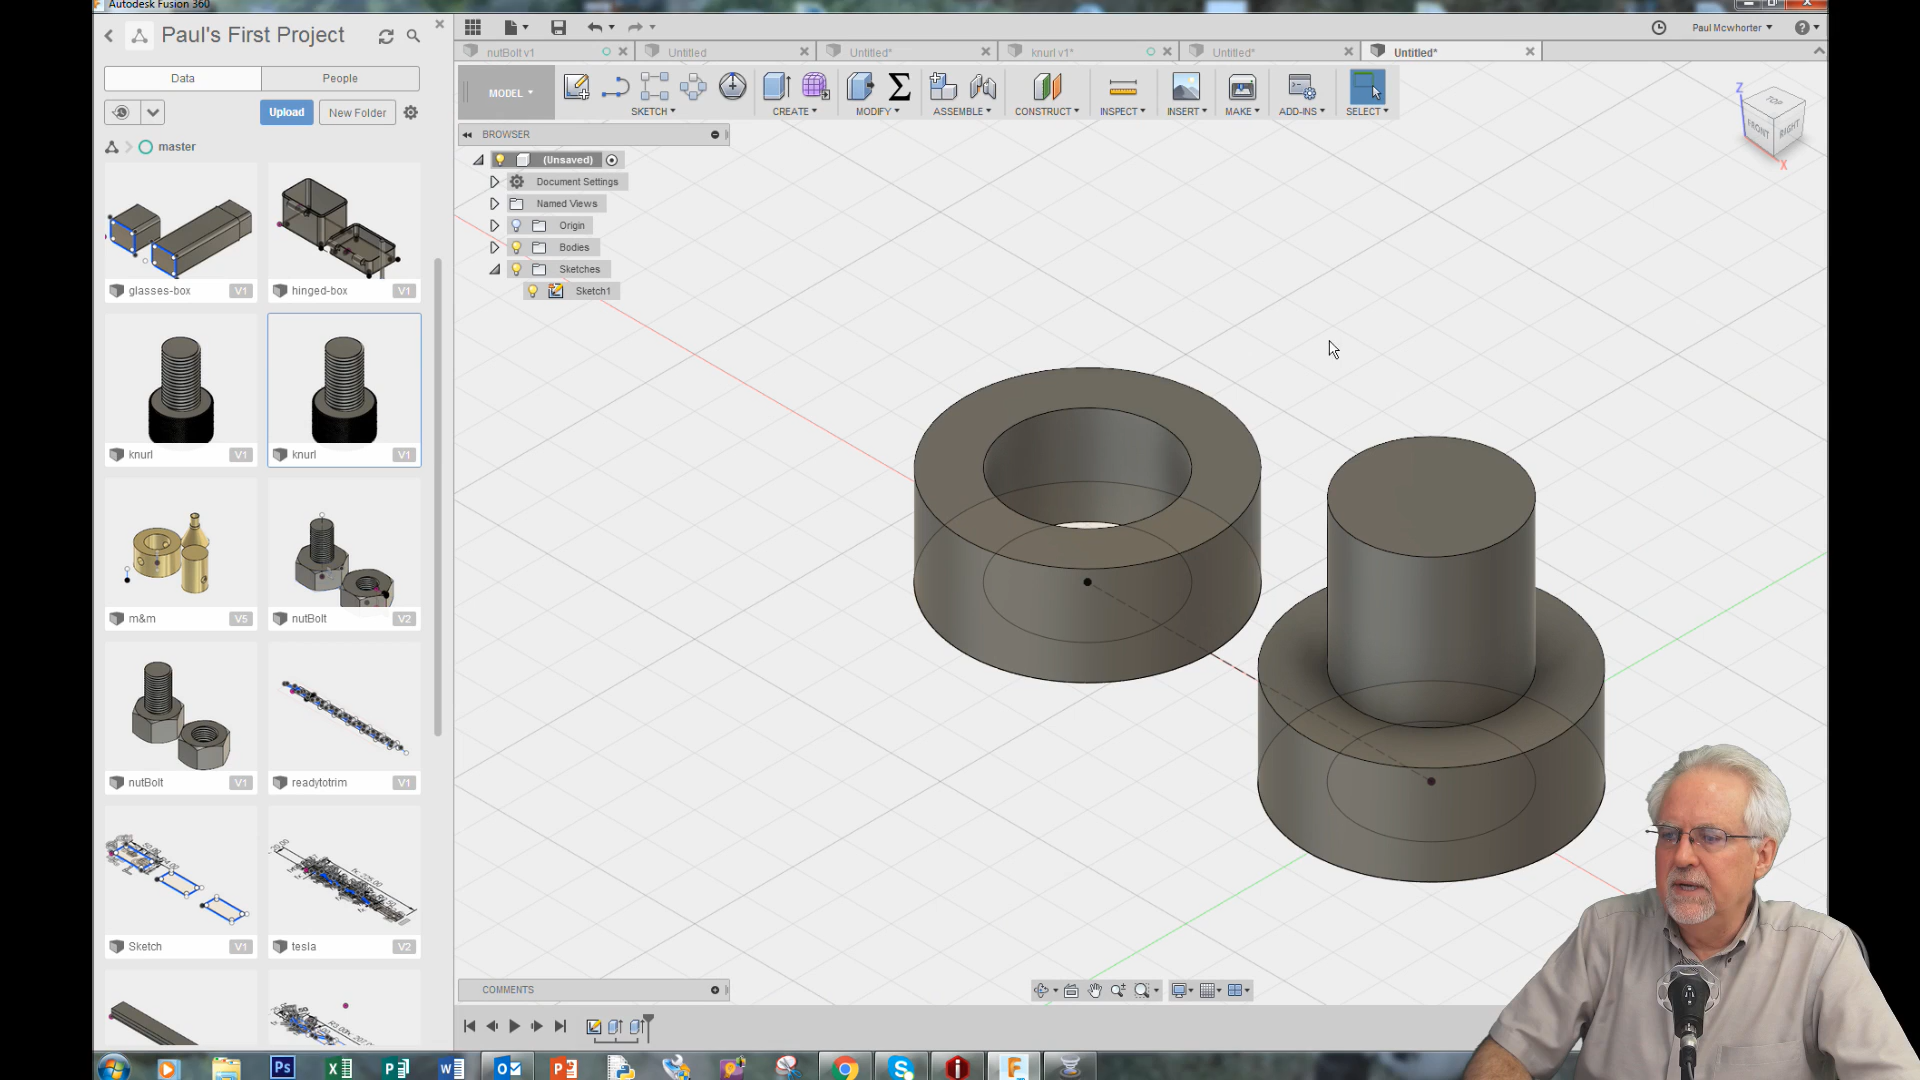 Autodesk Fusion 360
Paul's First Project
Data
People
Upload
New Folder
master
glasses-box V1
hinged-box V1
knurl V1
knurl V1
m&m V5
nutBolt V2
nutBolt V1
readytotrim V1
Sketch V1
tesla V2
nutBolt v1
Untitled
Untitled*
knurl v1*
Untitled*
Untitled*
Paul Mcwhorter
MODEL
SKETCH
CREATE
MODIFY
ASSEMBLE
CONSTRUCT
INSPECT
INSERT
MAKE
ADD-INS
SELECT
BROWSER
(Unsaved)
Document Settings
Named Views
Origin
Bodies
Sketches
Sketch1
Z
TOP
FRONT
RIGHT
X
COMMENTS